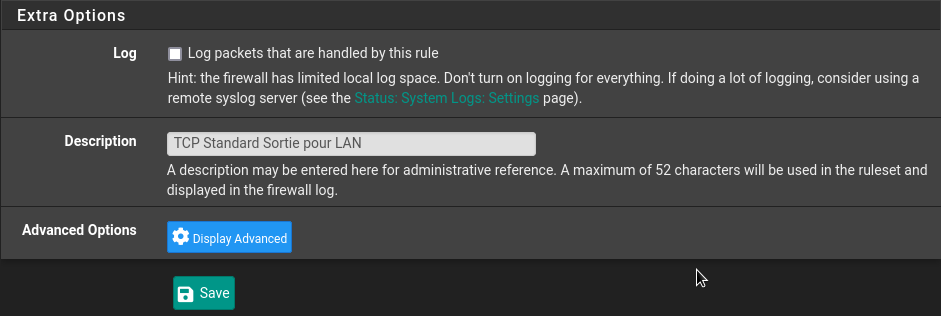 Extra Options
Log
Log packets that are handled by this rule
Hint: the firewall has limited local log space. Don't turn on logging for everything. If doing a lot of logging, consider using a
remote syslog server (see the Status: System Logs: Settings page).
Description
TCP Standard Sortie pour LAN
A description may be entered here for administrative reference. A maximum of 52 characters will be used in the ruleset and
displayed in the firewall log.
Advanced Options
Display Advanced
Save